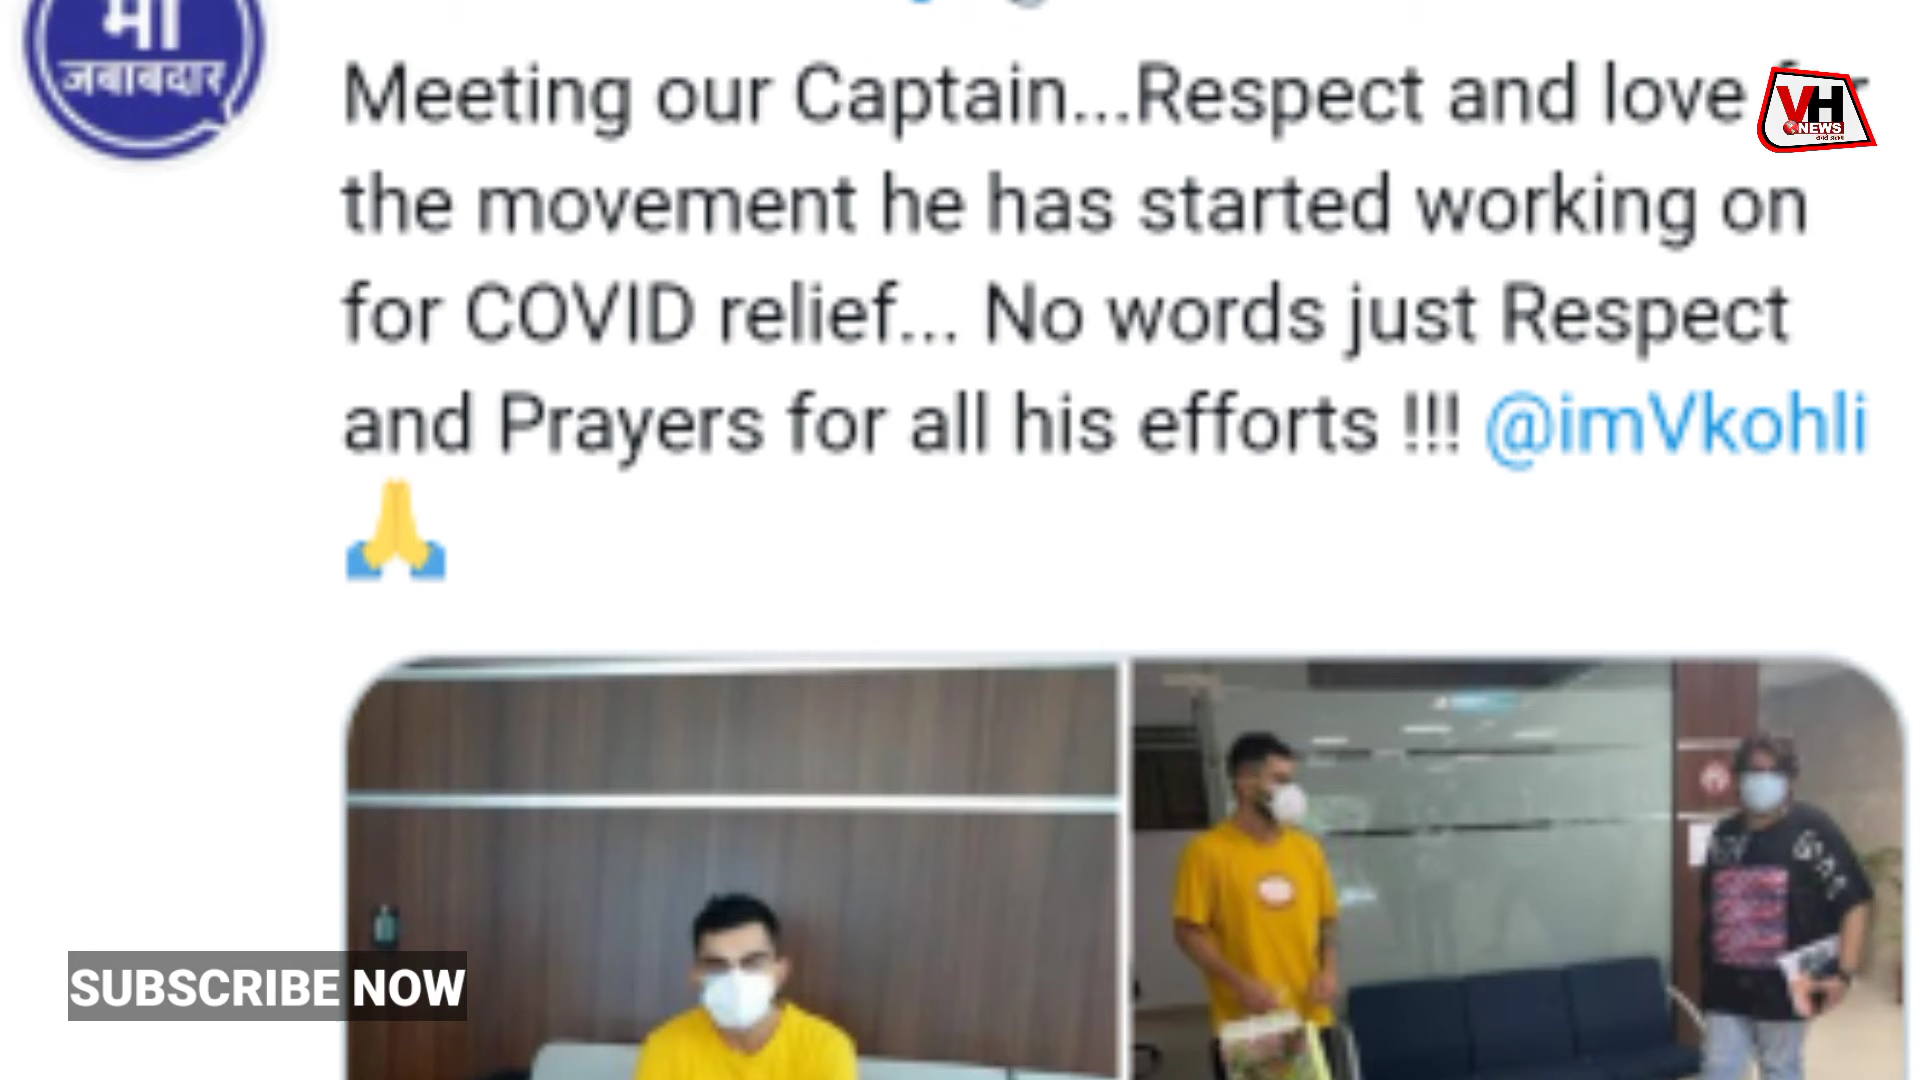 मी
जबाबदार
Meeting our Captain...Respect and love
the movement he has started working on
for COVID relief... No words just Respect
and Prayers for all his efforts !!! @imVkohli
🙏
VH
NEWS
SUBSCRIBE NOW